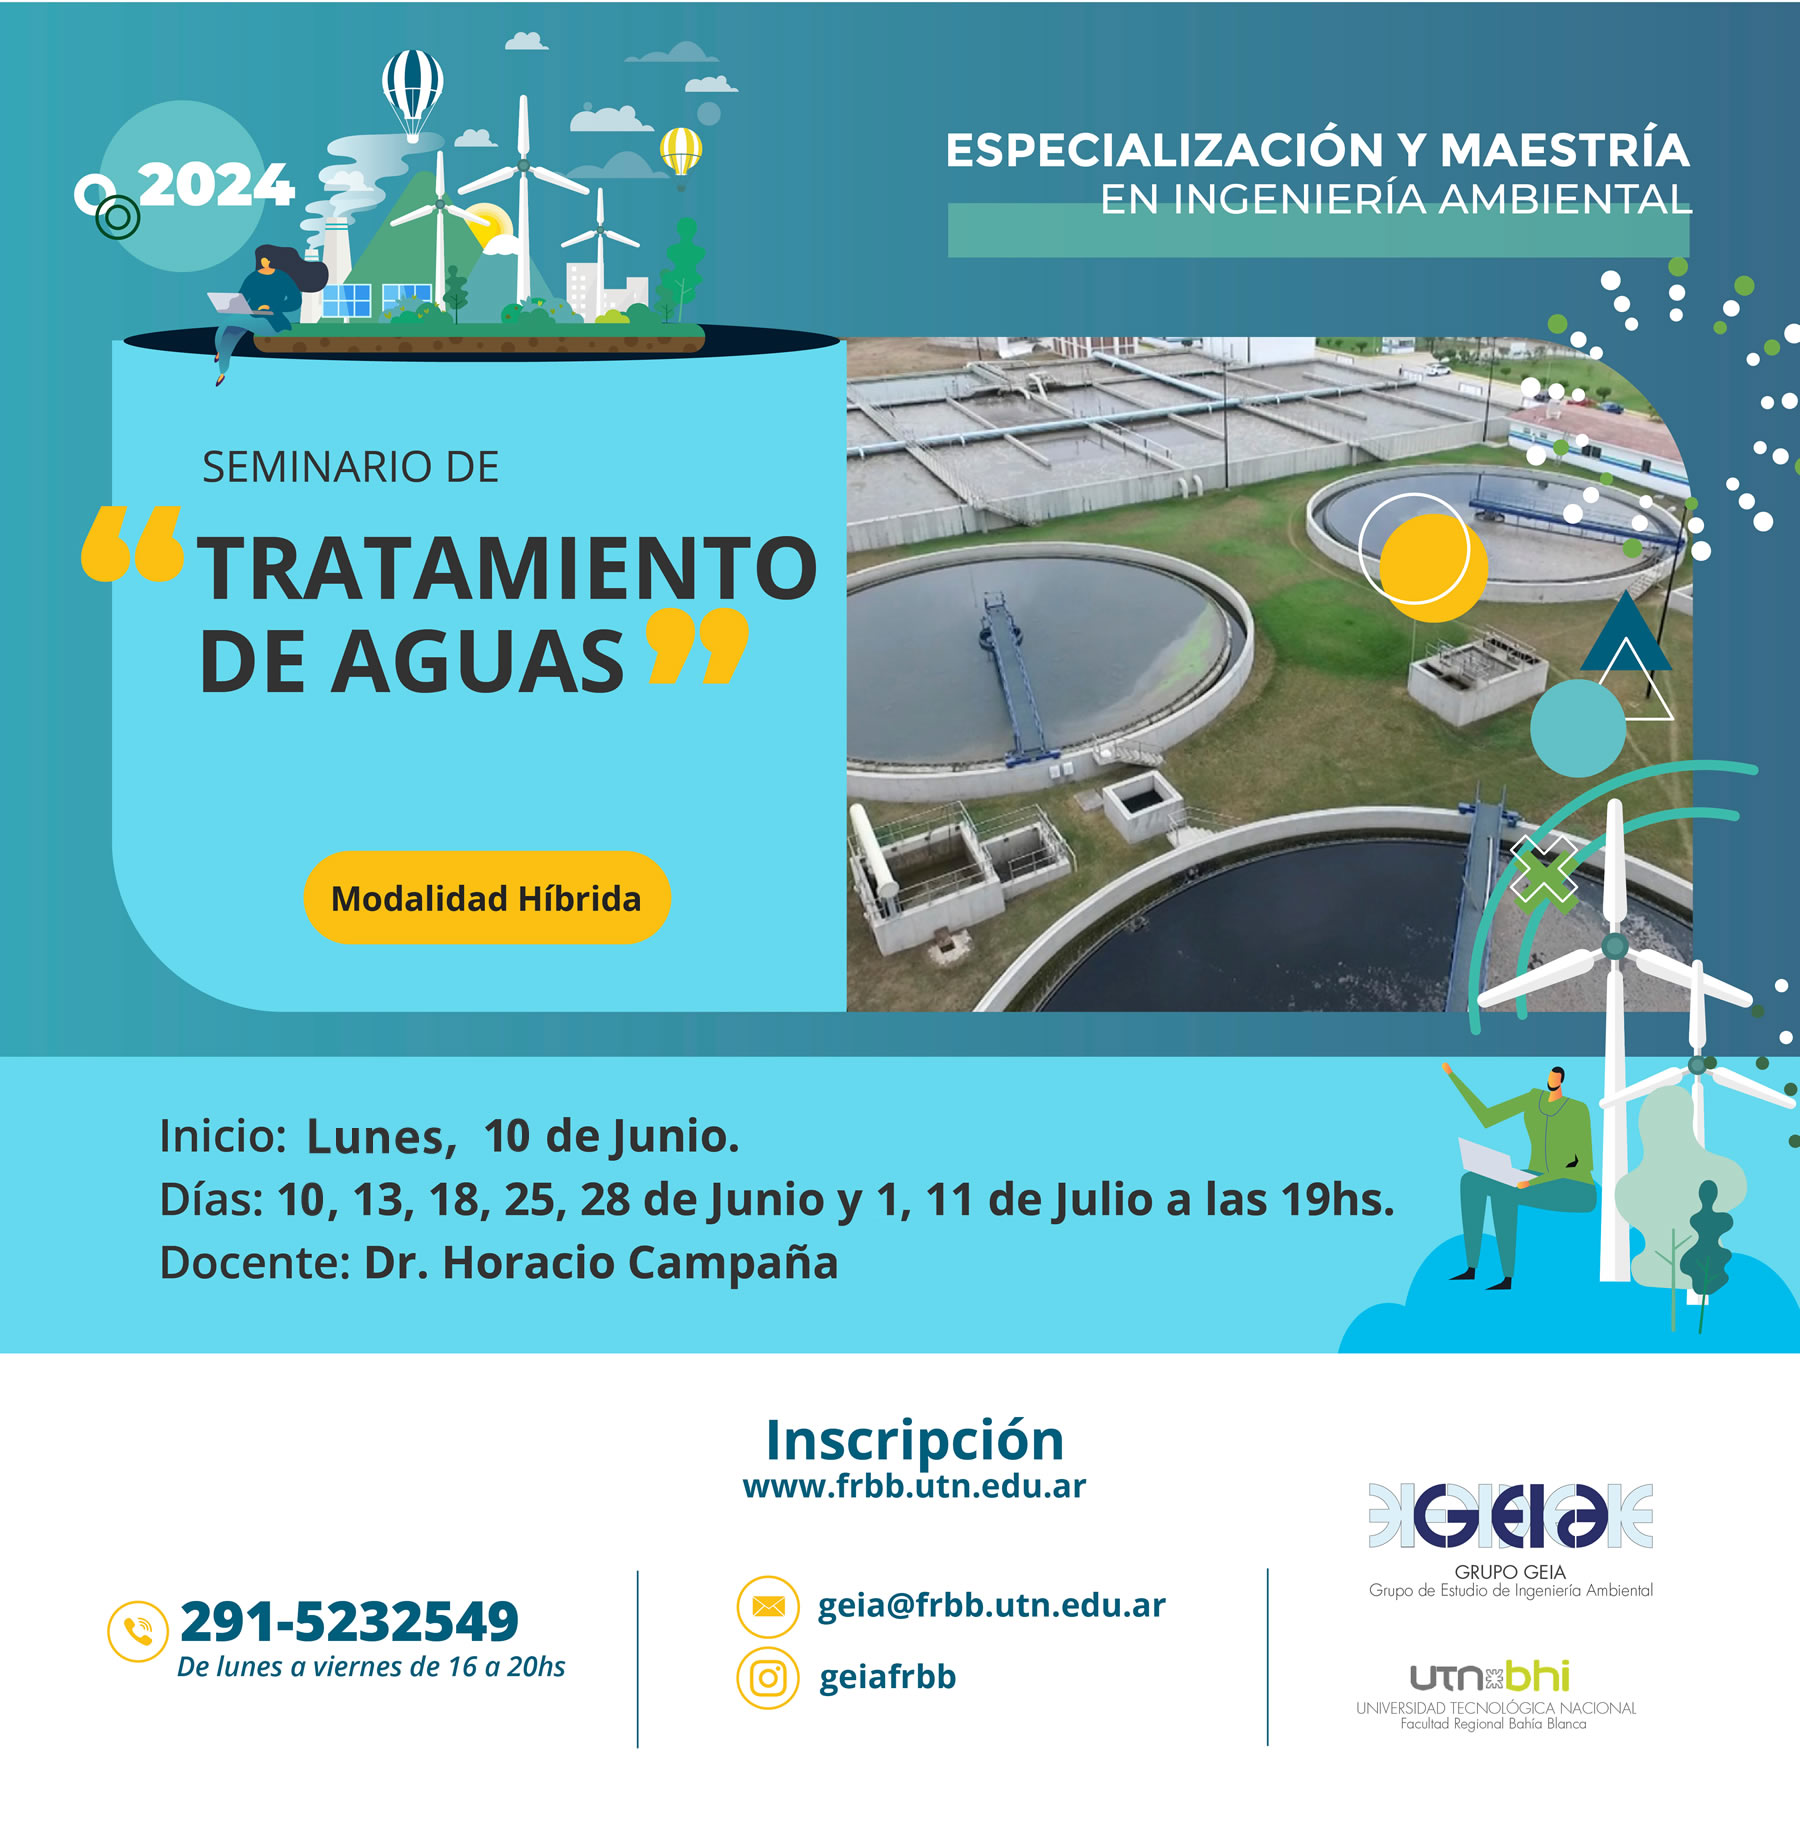 2024
ESPECIALIZACIÓN Y MAESTRÍA
EN INGENIERÍA AMBIENTAL
SEMINARIO DE
“TRATAMIENTO
DE AGUAS”
Modalidad Híbrida
Inicio: Lunes, 10 de Junio.
Días: 10, 13, 18, 25, 28 de Junio y 1, 11 de Julio a las 19hs.
Docente: Dr. Horacio Campaña
Inscripción
www.frbb.utn.edu.ar
291-5232549
De lunes a viernes de 16 a 20hs
geia@frbb.utn.edu.ar
geiafrbb
GEIA
GRUPO GEIA
Grupo de Estudio de Ingeniería Ambiental
utn bhi
UNIVERSIDAD TECNOLÓGICA NACIONAL
Facultad Regional Bahía Blanca